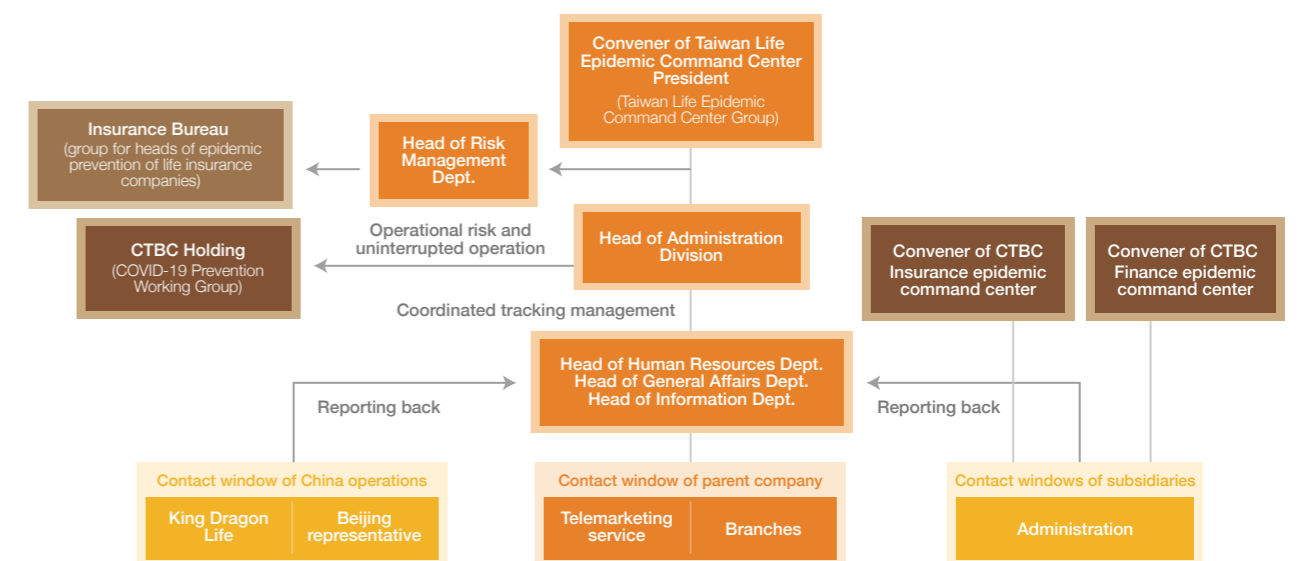 Convener of Taiwan Life
Epidemic Command Center
President
(Taiwan Life Epidemic
Command Center Group)
Insurance Bureau
(group for heads of epidemic
prevention of life insurance
companies)
Head of Risk
Management
Dept.
CTBC Holding
(COVID-19 Prevention
Working Group)
Operational risk and
uninterrupted operation
Head of Administration
Division
Convener of CTBC
Insurance epidemic
command center
Convener of CTBC
Finance epidemic
command center
Coordinated tracking management
Head of Human Resources Dept.
Head of General Affairs Dept.
Head of Information Dept.
Reporting back
Reporting back
Contact window of China operations
King Dragon
Life
Beijing
representative
Contact window of parent company
Telemarketing
service
Branches
Contact windows of subsidiaries
Administration